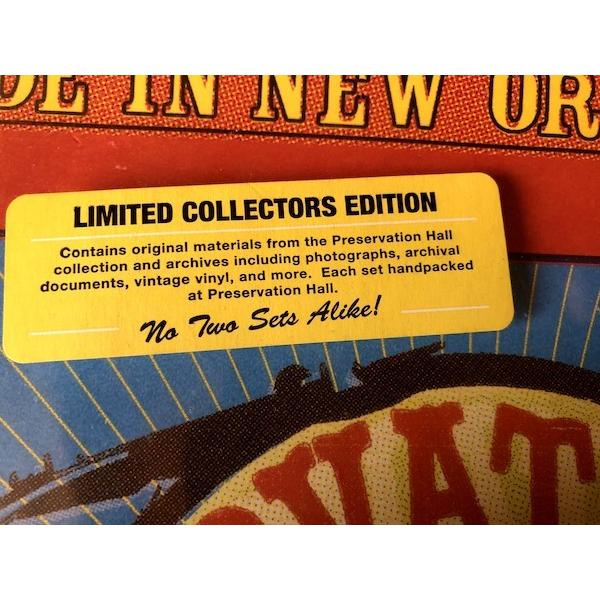 DE IN NEW OR
LIMITED COLLECTORS EDITION
Contains original materials from the Preservation Hall
collection and archives including photographs, archival
documents, vintage vinyl, and more. Each set handpacked
at Preservation Hall.
No Two Sets Alike!
VAT